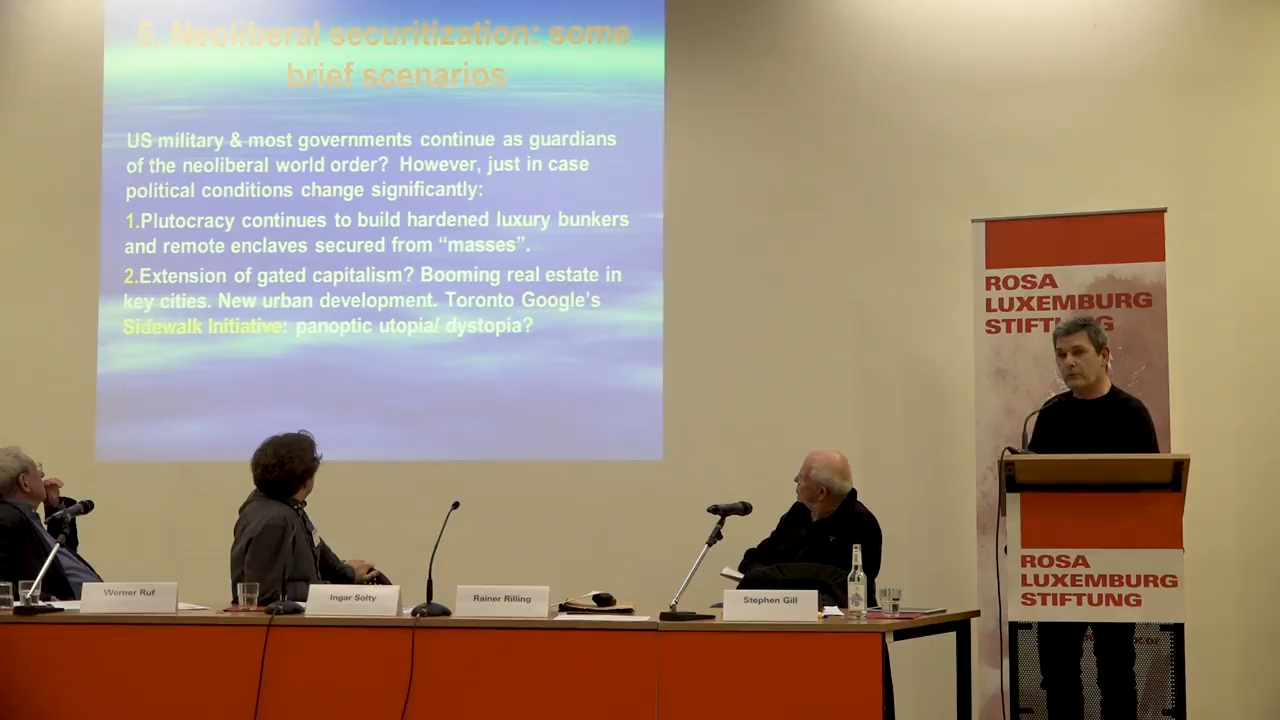 5. Neoliberal securitization: some
brief scenarios
US military & most governments continue as guardians
of the neoliberal world order?  However, just in case
political conditions change significantly:
1.Plutocracy continues to build hardened luxury bunkers
and remote enclaves secured from “masses”.
2.Extension of gated capitalism? Booming real estate in
key cities. New urban development. Toronto Google’s
Sidewalk Initiative: panoptic utopia/ dystopia?
ROSA
LUXEMBURG
STIFTUNG
Werner Ruf
Ingar Solty
Rainer Rilling
Stephen Gill
ROSA
LUXEMBURG
STIFTUNG